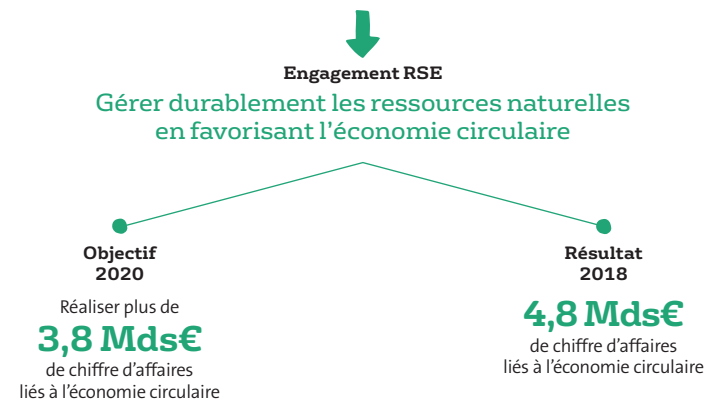 Engagement RSE
Gérer durablement les ressources naturelles
en favorisant l’économie circulaire
Objectif
2020
Réaliser plus de
3,8 Mds€
de chiffre d’affaires
liés à l’économie circulaire
Résultat
2018
4,8 Mds€
de chiffre d’affaires
liés à l’économie circulaire